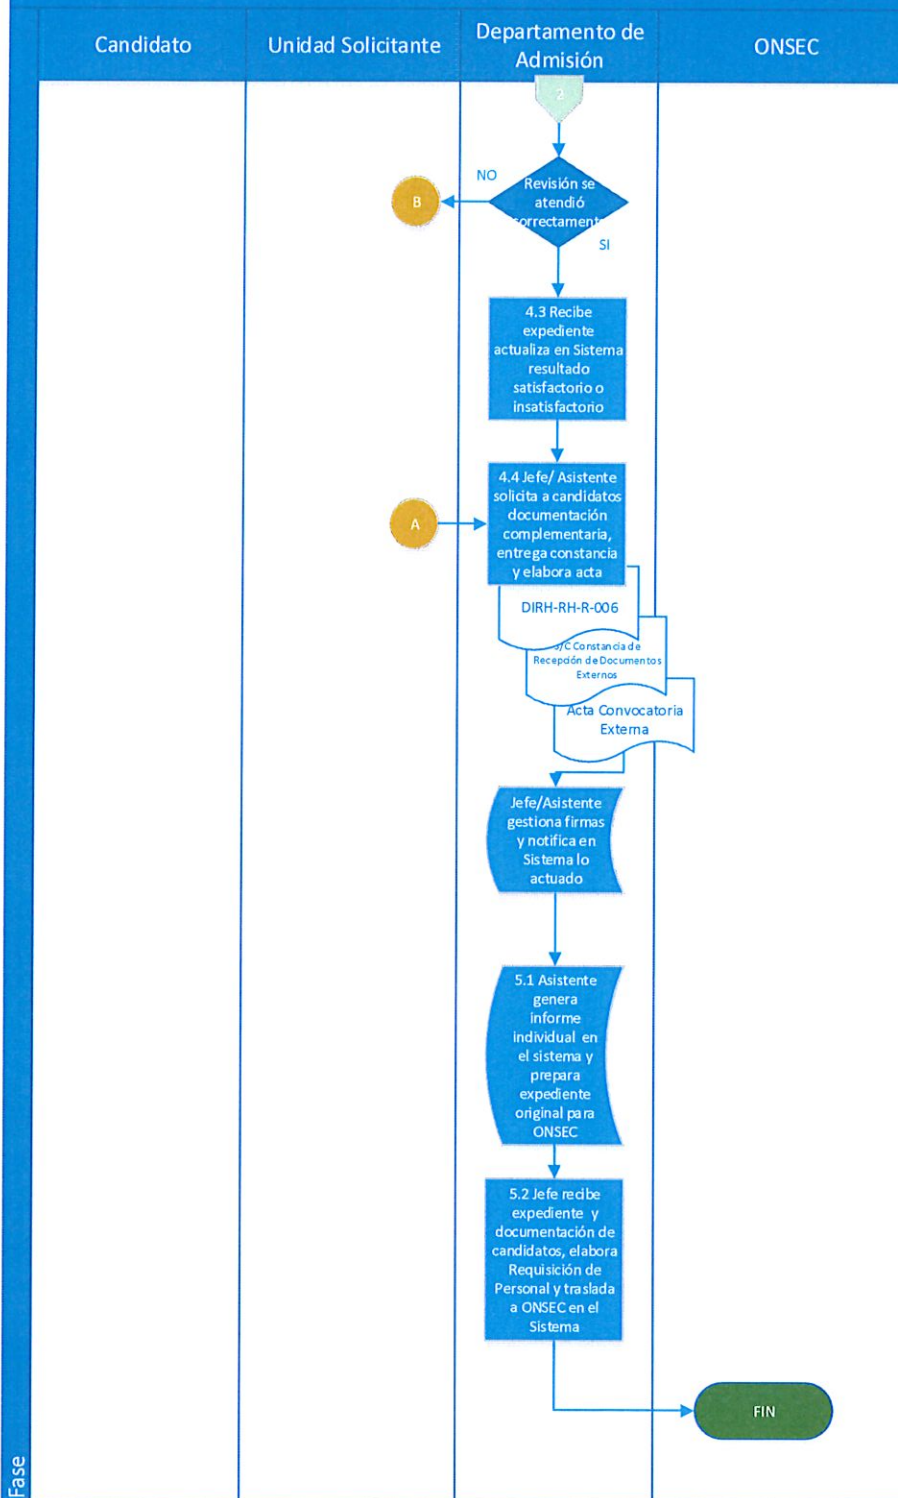 Candidato
Unidad Solicitante
Departamento de
Admisión
ONSEC
2
NO
Revisión se
atendió
correctament
SI
B
4.3 Recibe
expediente
actualiza en Sistema
resultado
satisfactorio o
insatisfactorio
A
4.4 Jefe/ Asistente
solicita a candidatos
documentación
complementaria,
entrega constancia
y elabora acta
DIRH-RH-R-006
/C Constancia de
Recepción de Documentos
Externos
Acta Convocatoria
Externa
Jefe/Asistente
gestiona firmas
y notifica en
Sistema lo
actuado
5.1 Asistente
genera
informe
individual en
el sistema y
prepara
expediente
original para
ONSEC
5.2 Jefe recibe
expediente y
documentación de
candidatos, elabora
Requisición de
Personal y traslada
a ONSEC en el
Sistema
FIN
Fase